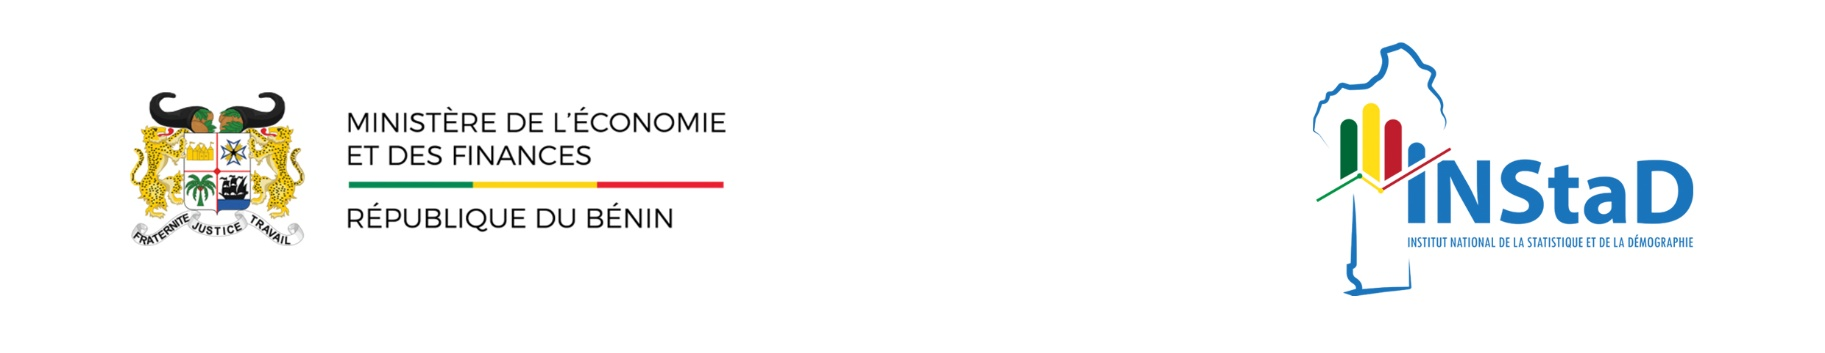 FRATERNITE JUSTICE TRAVAIL
MINISTÈRE DE L'ÉCONOMIE
ET DES FINANCES
RÉPUBLIQUE DU BÉNIN
INStaD
INSTITUT NATIONAL DE LA STATISTIQUE ET DE LA DÉMOGRAPHIE